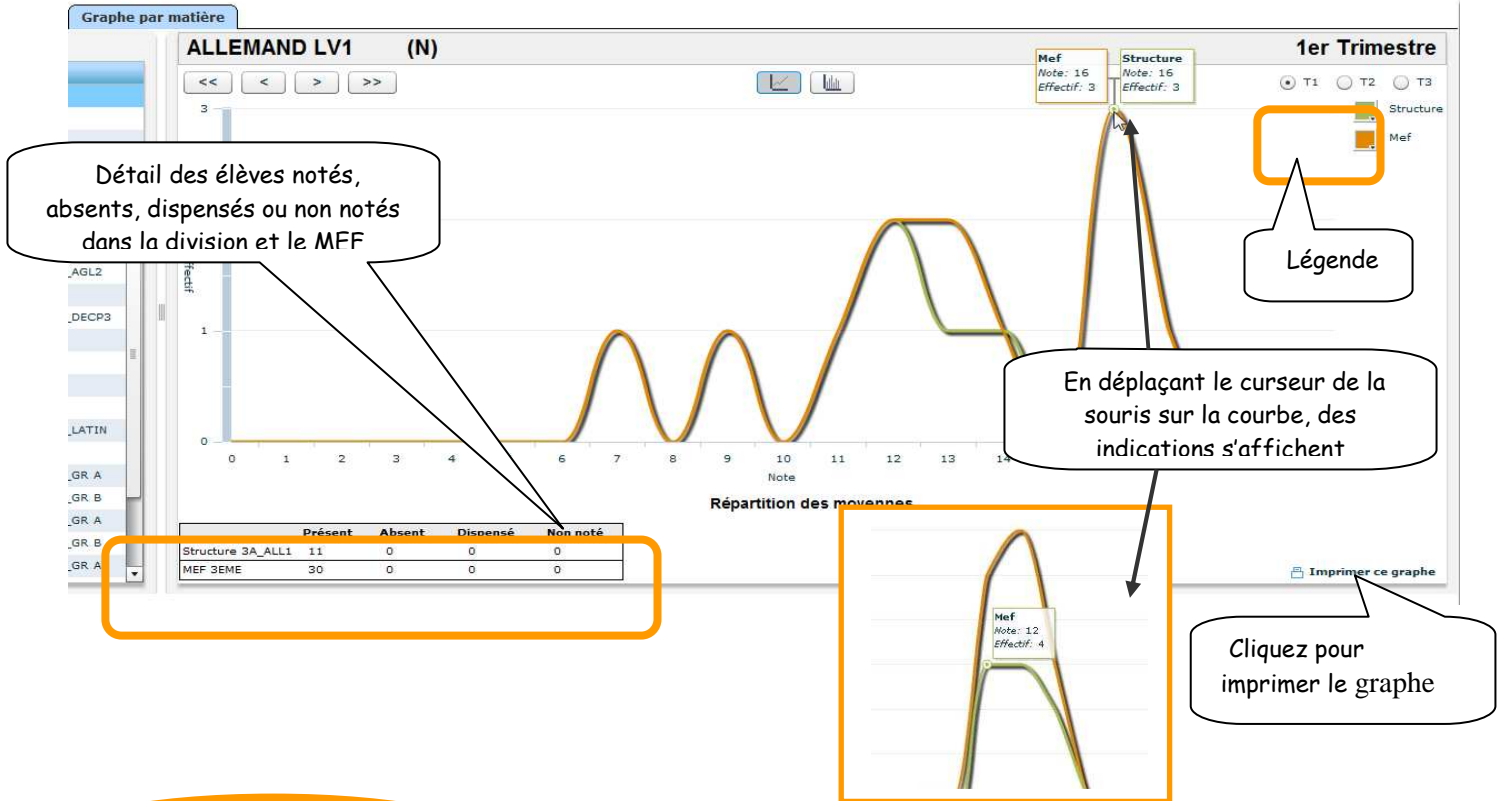 Graphe par matière
ALLEMAND LV1 (N)
1er Trimestre
<< < > >>
Mef
Note: 16
Effectif: 3
Structure
Note: 16
Effectif: 3
T1 T2 T3
Structure
Mef
3
1
0
Détail des élèves notés,
absents, dispensés ou non notés
dans la division et le MEF
Légende
_AGL2
_DECP3
_LATIN
_GR A
_GR B
_GR A
_GR B
_GR A
En déplaçant le curseur de la
souris sur la courbe, des
indications s'affichent
0 1 2 3 4 6 7 8 9 10 11 12 13 14
Note
Répartition des moyennes
Présent Absent Dispensé Non noté
Structure 3A_ALL1 11 0 0 0
MEF 3EME 30 0 0 0
Imprimer ce graphe
Mef
Note: 12
Effectif: 4
Cliquez pour
imprimer le graphe